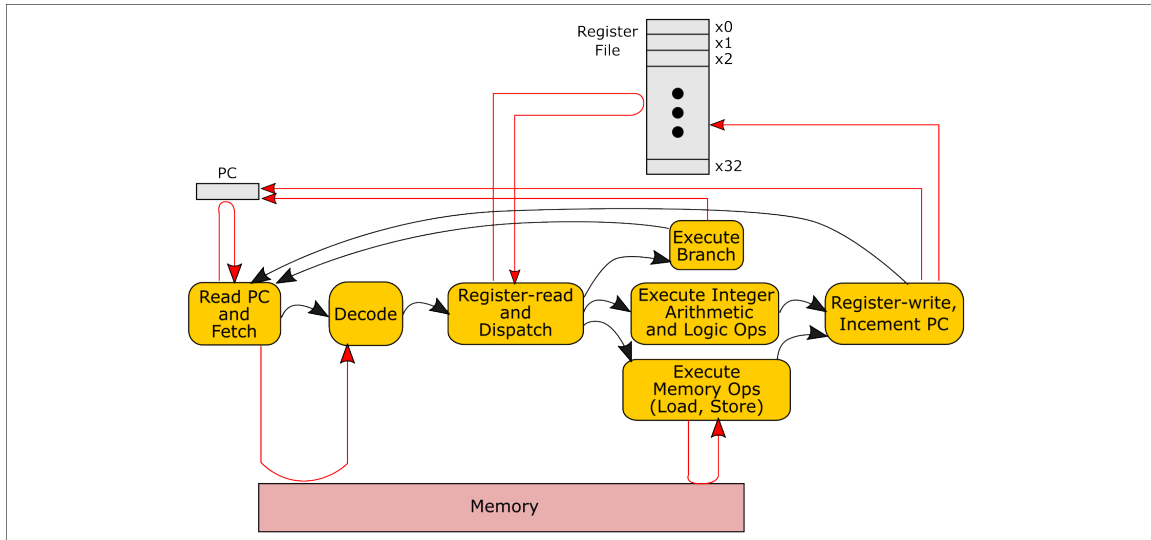 Register
File
x0
x1
x2
x32
PC
Execute
Branch
Read PC
and
Fetch
Decode
Register-read
and
Dispatch
Execute Integer
Arithmetic
and Logic Ops
Register-write,
Incement PC
Execute
Memory Ops
(Load, Store)
Memory